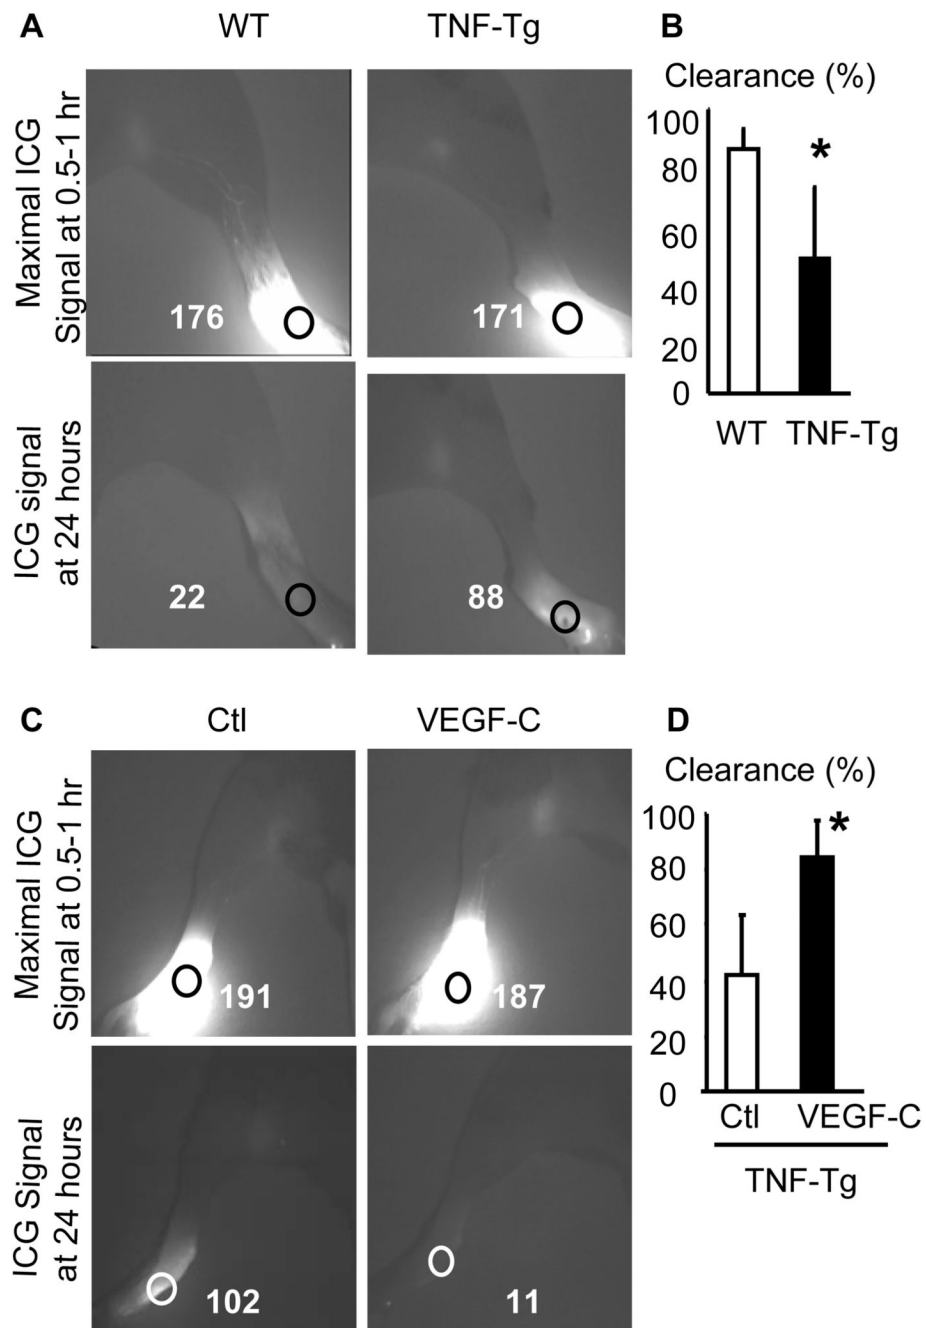 A
WT
TNF-Tg
Maximal ICG
Signal at 0.5-1 hr
176
171
ICG signal
at 24 hours
22
88
B
Clearance (%)
100
80
60
40
20
0
*
WT TNF-Tg
C
Ctl
VEGF-C
Maximal ICG
Signal at 0.5-1 hr
191
187
ICG Signal
at 24 hours
102
11
D
Clearance (%)
100
80
60
40
20
0
*
Ctl VEGF-C
TNF-Tg